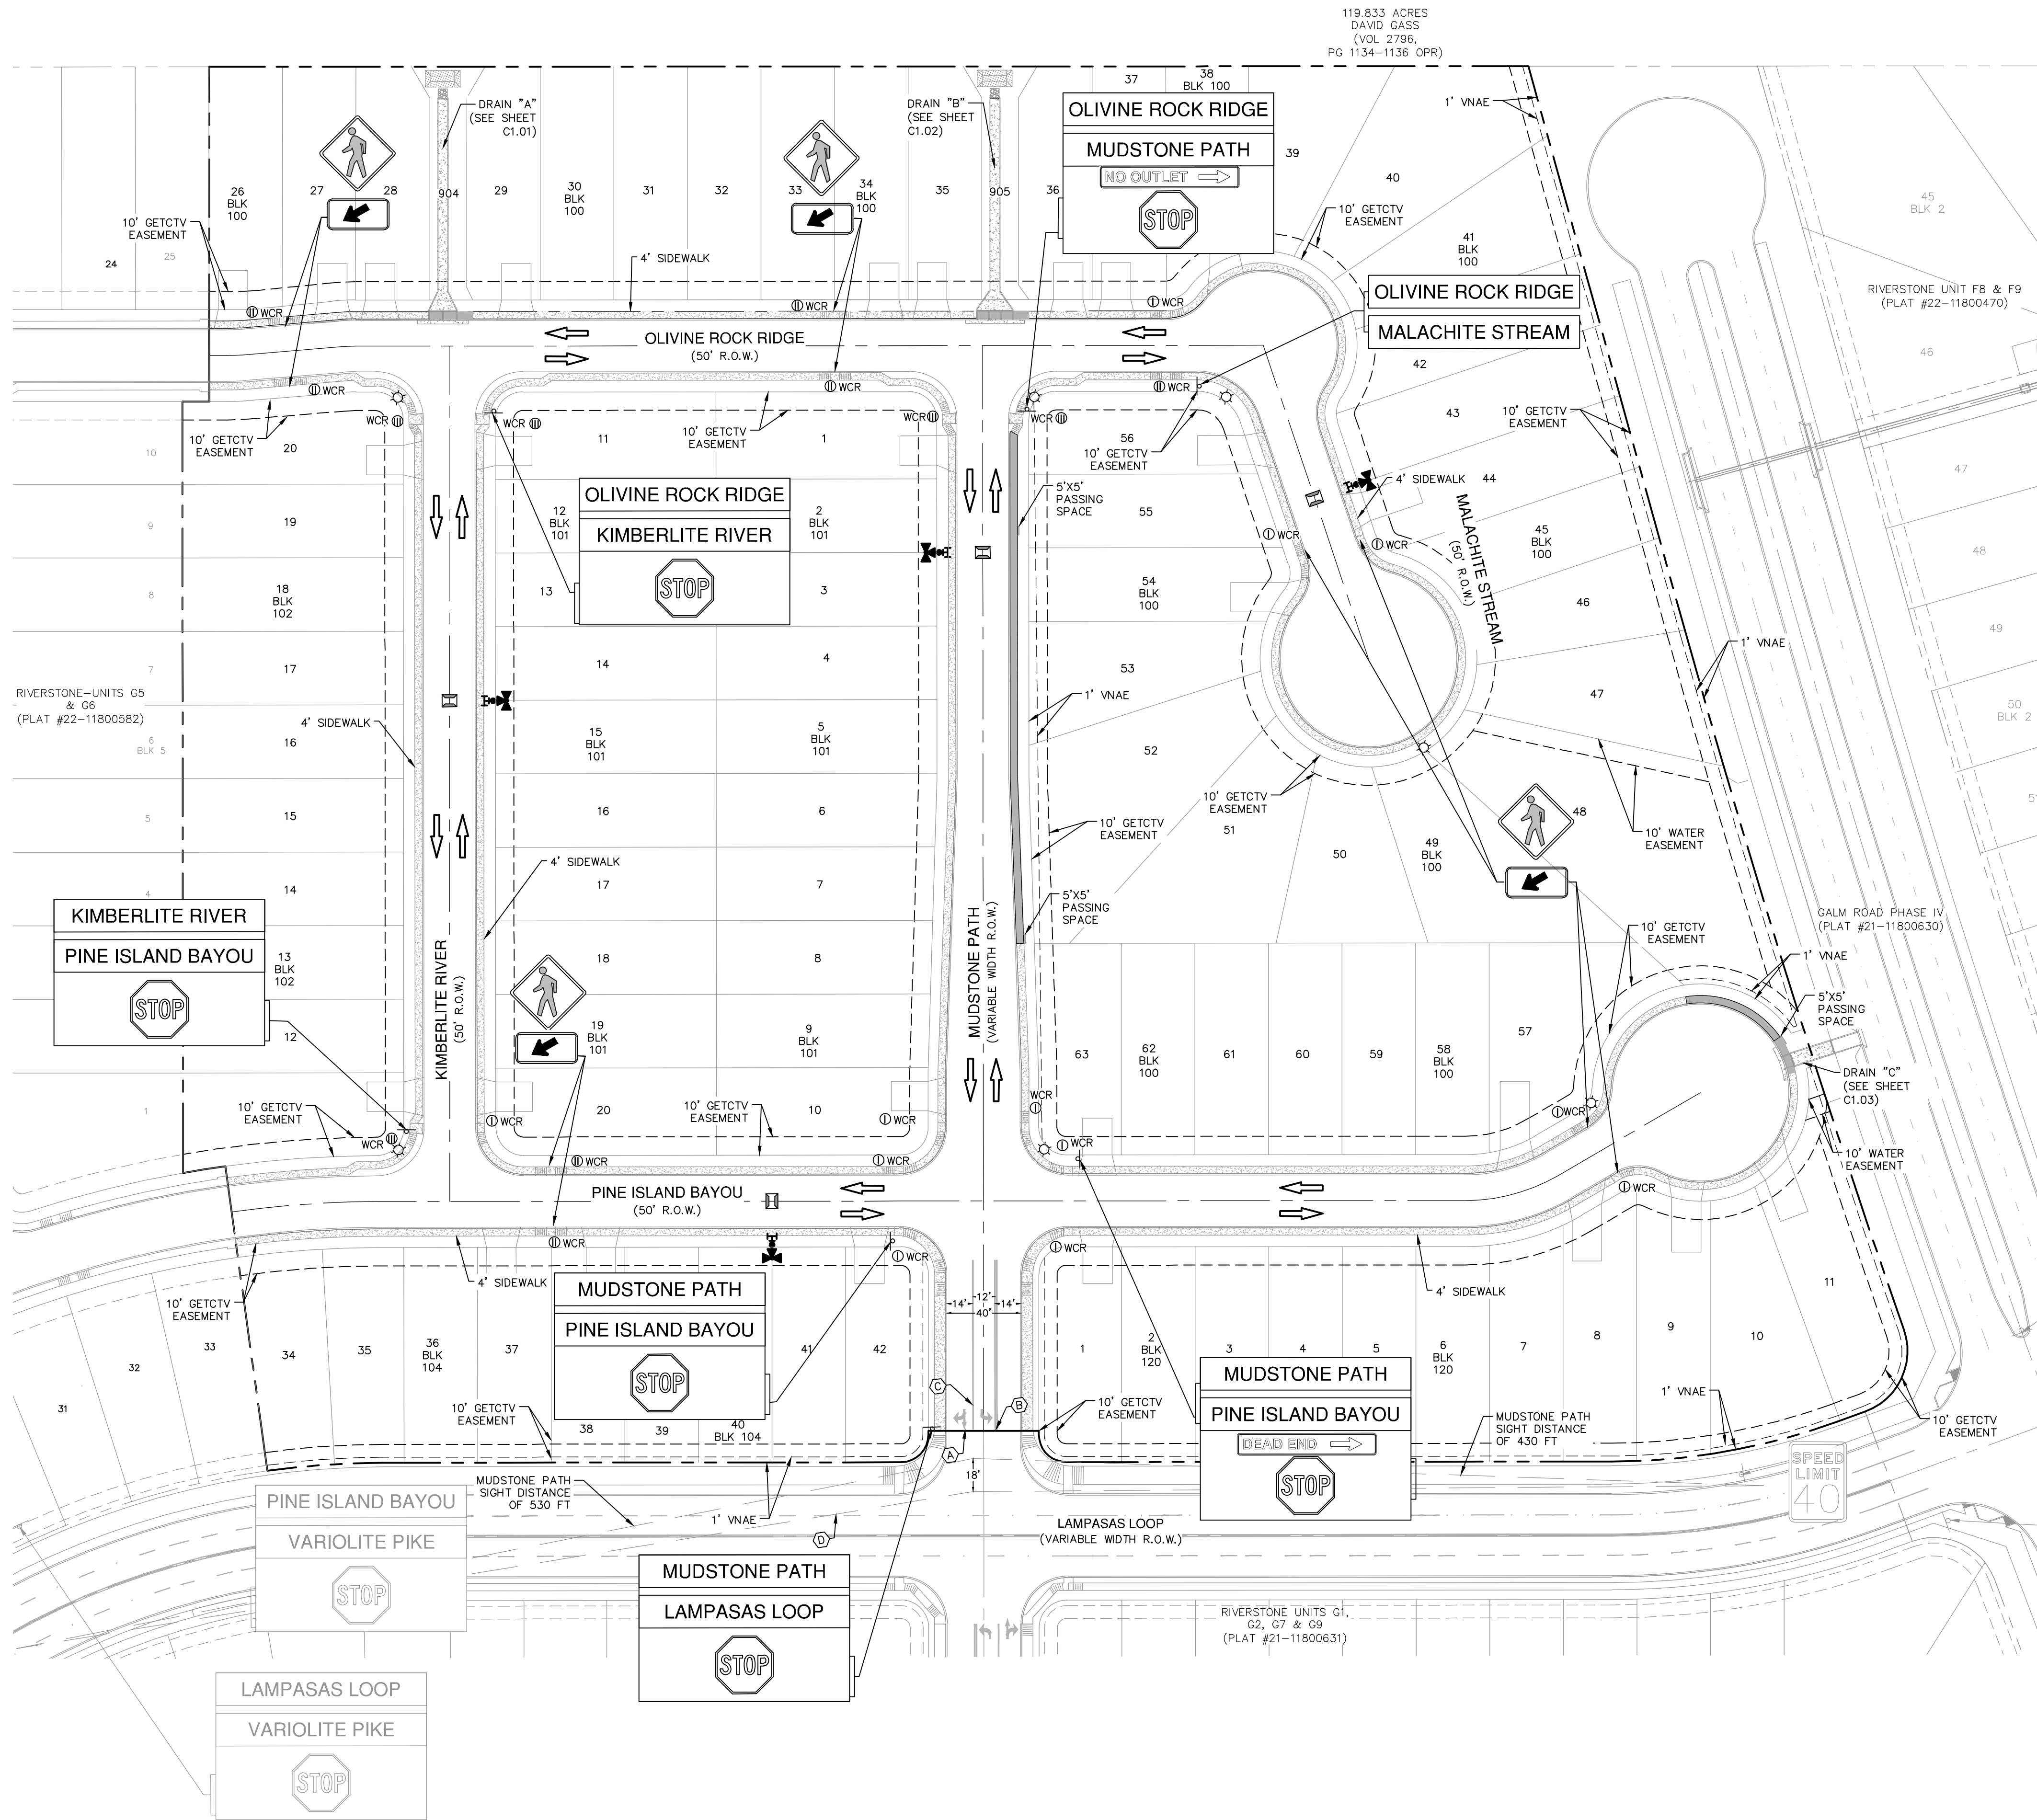 119.833 ACRES
DAVID GASS
(VOL 2796,
PG 1134-1136 OPR)
37
38
BLK 100
1' VNAE
DRAIN "A"
(SEE SHEET
C1.01)
DRAIN "B"
(SEE SHEET
C1.02)
OLIVINE ROCK RIDGE
MUDSTONE PATH
NO OUTLET
STOP
39
40
26
BLK
100
27
28
904
29
30
BLK
100
31
32
33
34
BLK
100
35
905
36
45
BLK 2
10' GETCTV
EASEMENT
24
25
4' SIDEWALK
10' GETCTV
EASEMENT
41
BLK
100
RIVERSTONE UNIT F8 & F9
(PLAT #22-11800470)
46
OLIVINE ROCK RIDGE
MALACHITE STREAM
II WCR
II WCR
I WCR
OLIVINE ROCK RIDGE
(50' R.O.W.)
42
43
II WCR
II WCR
II WCR
WCR III
WCR III
WCR III
WCR III
10' GETCTV
EASEMENT
10' GETCTV
EASEMENT
10' GETCTV
EASEMENT
10' GETCTV
EASEMENT
10
20
11
1
56
47
OLIVINE ROCK RIDGE
KIMBERLITE RIVER
STOP
5'X5'
PASSING
SPACE
4' SIDEWALK
44
MALACHITE STREAM
(50' R.O.W.)
9
19
12
BLK
101
2
BLK
101
55
45
BLK
100
48
I WCR
I WCR
8
18
BLK
102
13
3
54
BLK
100
46
49
7
17
14
4
53
1' VNAE
47
50
BLK 2
RIVERSTONE-UNITS G5
& G6
(PLAT #22-11800582)
4' SIDEWALK
1' VNAE
6
BLK 5
16
15
BLK
101
5
BLK
101
52
5
15
16
6
10' GETCTV
EASEMENT
10' GETCTV
EASEMENT
51
48
10' WATER
EASEMENT
4' SIDEWALK
50
49
BLK
100
4
14
17
7
5'X5'
PASSING
SPACE
KIMBERLITE RIVER
PINE ISLAND BAYOU
STOP
13
BLK
102
12
KIMBERLITE RIVER
(50' R.O.W.)
18
8
MUDSTONE PATH
(VARIABLE WIDTH R.O.W.)
GALM ROAD PHASE IV
(PLAT #21-11800630)
10' GETCTV
EASEMENT
1' VNAE
5'X5'
PASSING
SPACE
19
BLK
101
9
BLK
101
63
62
BLK
100
61
60
59
58
BLK
100
57
DRAIN "C"
(SEE SHEET
C1.03)
1
10' GETCTV
EASEMENT
20
10' GETCTV
EASEMENT
10
WCR III
I WCR
I WCR
WCR
I
I WCR
I WCR
II WCR
I WCR
10' WATER
EASEMENT
I WCR
PINE ISLAND BAYOU
(50' R.O.W.)
II WCR
I WCR
I WCR
4' SIDEWALK
4' SIDEWALK
10' GETCTV
EASEMENT
MUDSTONE PATH
PINE ISLAND BAYOU
STOP
14'
12'
14'
40'
31
32
33
34
35
36
BLK
104
37
38
39
40
BLK 104
41
42
1
2
BLK
120
3
4
5
6
BLK
120
7
8
9
10
11
MUDSTONE PATH
PINE ISLAND BAYOU
DEAD END
STOP
10' GETCTV
EASEMENT
C
B
A
10' GETCTV
EASEMENT
1' VNAE
MUDSTONE PATH
SIGHT DISTANCE
OF 430 FT
10' GETCTV
EASEMENT
MUDSTONE PATH
SIGHT DISTANCE
OF 530 FT
18'
SPEED
LIMIT
40
PINE ISLAND BAYOU
VARIOLITE PIKE
STOP
1' VNAE
D
LAMPASAS LOOP
(VARIABLE WIDTH R.O.W.)
MUDSTONE PATH
LAMPASAS LOOP
STOP
RIVERSTONE UNITS G1,
G2, G7 & G9
(PLAT #21-11800631)
LAMPASAS LOOP
VARIOLITE PIKE
STOP